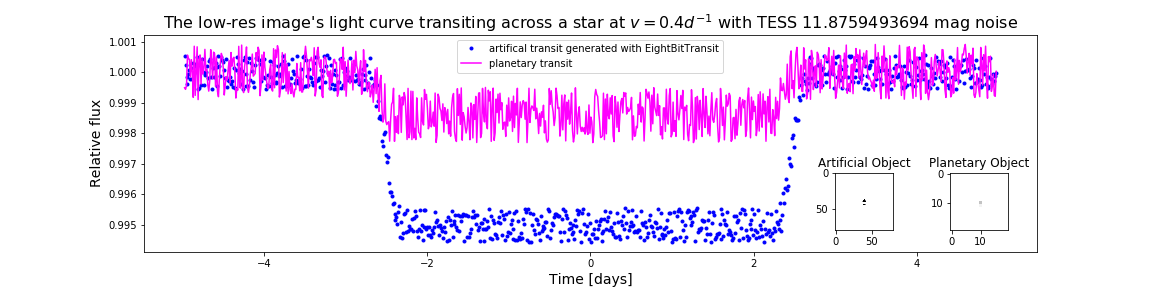 The low-res image's light curve transiting across a star at v = 0.4d⁻¹ with TESS 11.8759493694 mag noise
artifical transit generated with EightBitTransit
planetary transit
Relative flux
1.001
1.000
0.999
0.998
0.997
0.996
0.995
Artificial Object
Planetary Object
0
50
0
50
0
10
0
10
−4
−2
0
2
4
Time [days]